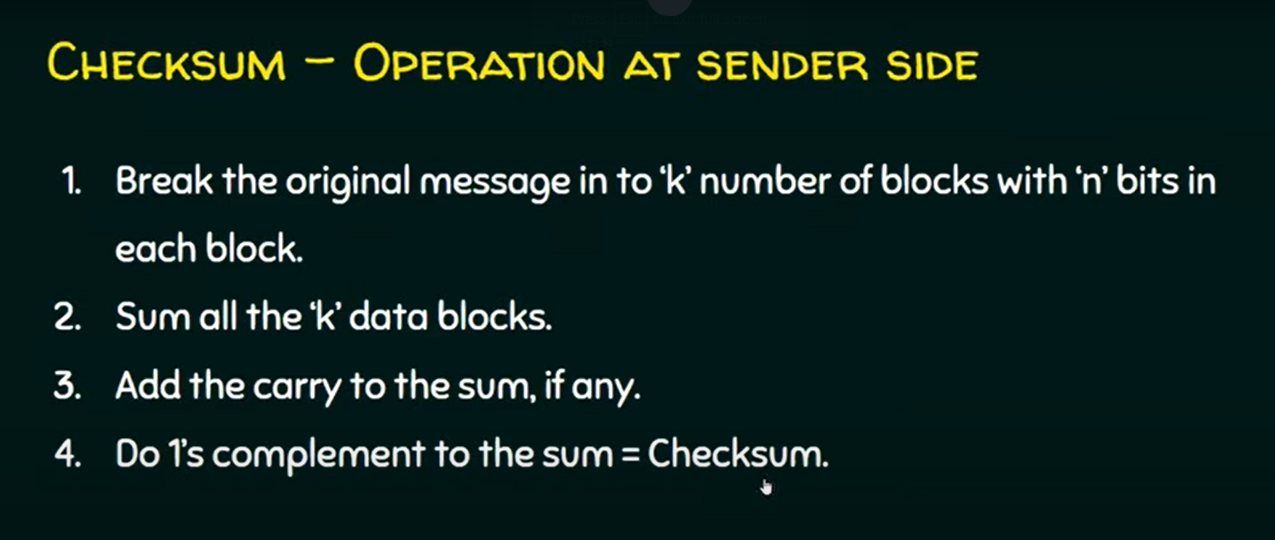 Checksum – Operation at sender side
1. Break the original message in to ‘k’ number of blocks with ‘n’ bits in
each block.
2. Sum all the ‘k’ data blocks.
3. Add the carry to the sum, if any.
4. Do 1’s complement to the sum = Checksum.